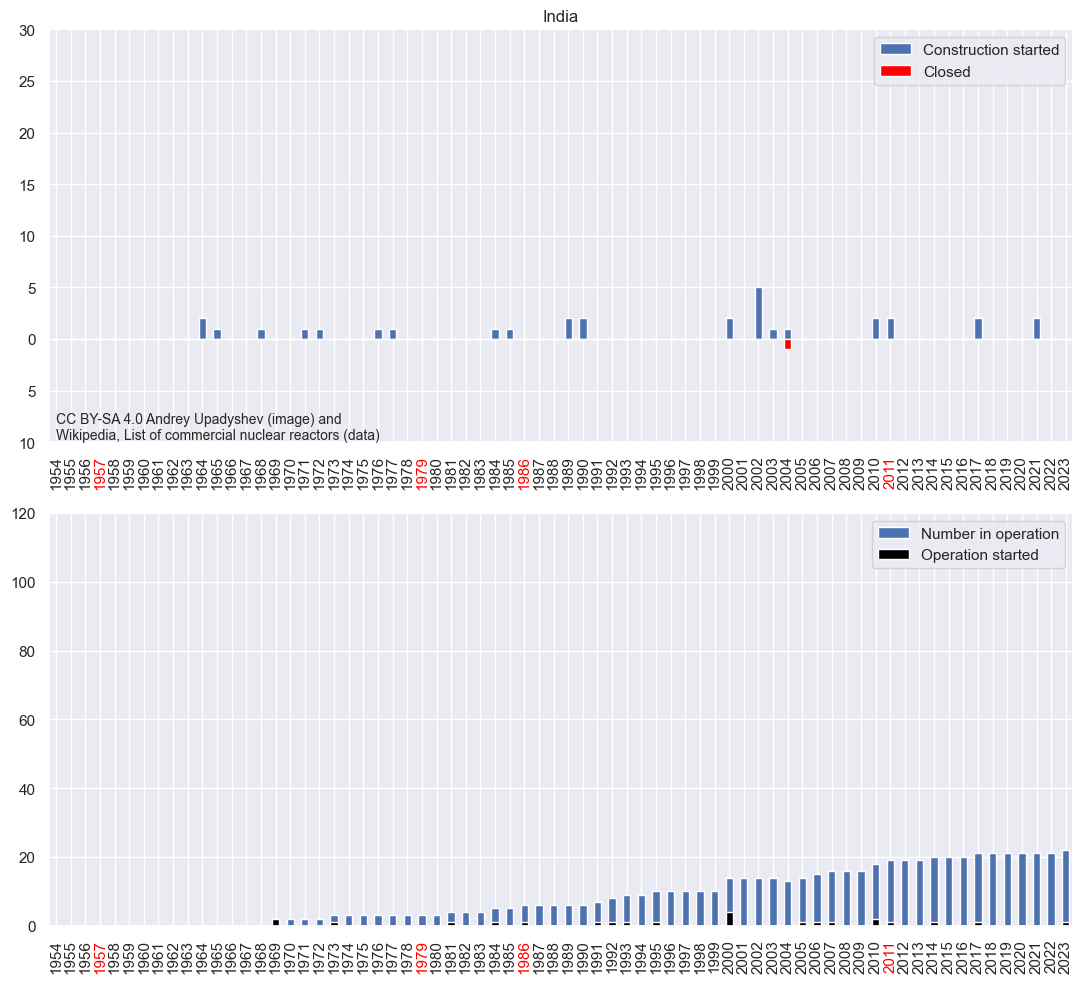 India
30
25
20
15
10
5
0
5
10
Construction started
Closed
CC BY-SA 4.0 Andrey Upadyshev (image) and
Wikipedia, List of commercial nuclear reactors (data)
1954 1955 1956 1957 1958 1959 1960 1961 1962 1963 1964 1965 1966 1967 1968 1969 1970 1971 1972 1973 1974 1975 1976 1977 1978 1979 1980 1981 1982 1983 1984 1985 1986 1987 1988 1989 1990 1991 1992 1993 1994 1995 1996 1997 1998 1999 2000 2001 2002 2003 2004 2005 2006 2007 2008 2009 2010 2011 2012 2013 2014 2015 2016 2017 2018 2019 2020 2021 2022 2023
120
100
80
60
40
20
0
Number in operation
Operation started
1954 1955 1956 1957 1958 1959 1960 1961 1962 1963 1964 1965 1966 1967 1968 1969 1970 1971 1972 1973 1974 1975 1976 1977 1978 1979 1980 1981 1982 1983 1984 1985 1986 1987 1988 1989 1990 1991 1992 1993 1994 1995 1996 1997 1998 1999 2000 2001 2002 2003 2004 2005 2006 2007 2008 2009 2010 2011 2012 2013 2014 2015 2016 2017 2018 2019 2020 2021 2022 2023